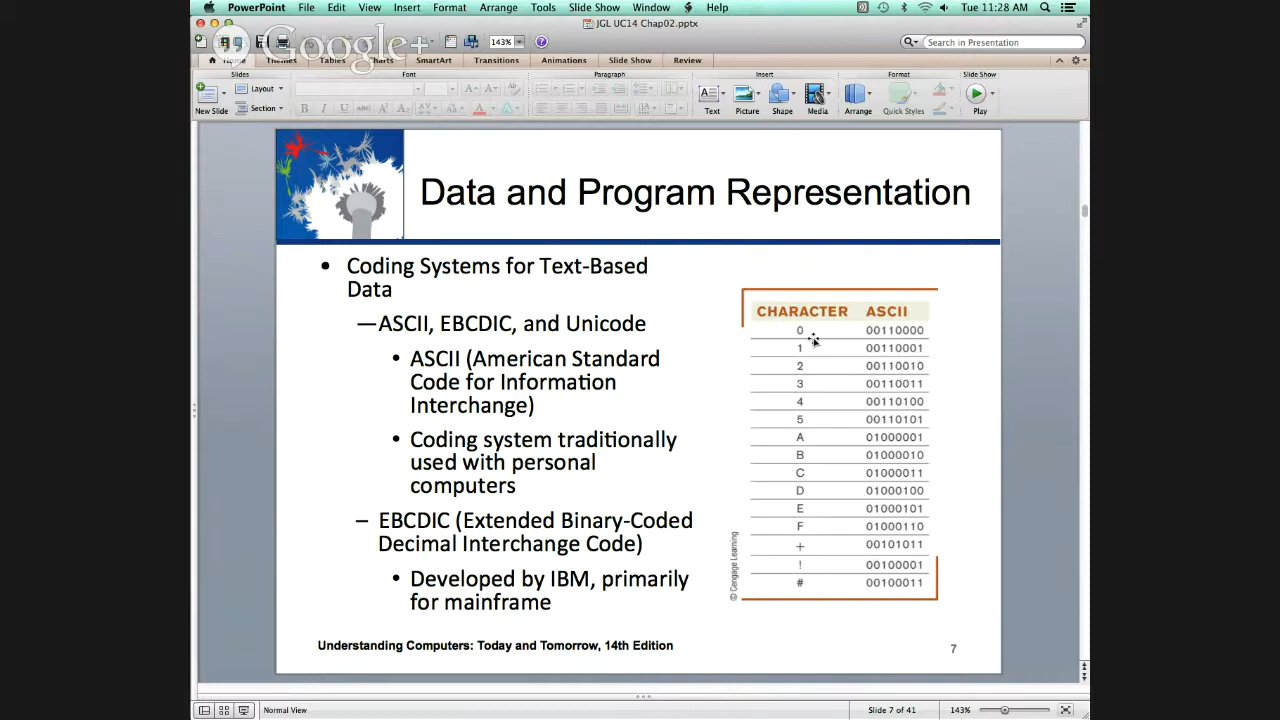 PowerPoint File Edit View Insert Format Arrange Tools Slide Show Window Help Tue 11:28 AM
JGL UC14 Chap02.pptx
Google+
143% Search in Presentation
Home Themes Tables Charts SmartArt Transitions Animations Slide Show Review
Slides Font Paragraph Insert Format Slide Show
New Slide Layout Section Text Picture Shape Media Arrange Quick Styles Play
Data and Program Representation
• Coding Systems for Text-Based
Data
—ASCII, EBCDIC, and Unicode
• ASCII (American Standard
Code for Information
Interchange)
• Coding system traditionally
used with personal
computers
– EBCDIC (Extended Binary-Coded
Decimal Interchange Code)
• Developed by IBM, primarily
for mainframe
CHARACTER ASCII
0 00110000
1 00110001
2 00110010
3 00110011
4 00110100
5 00110101
A 01000001
B 01000010
C 01000011
D 01000100
E 01000101
F 01000110
+ 00101011
! 00100001
# 00100011
© Cengage Learning
Understanding Computers: Today and Tomorrow, 14th Edition
7
Normal View Slide 7 of 41 143%